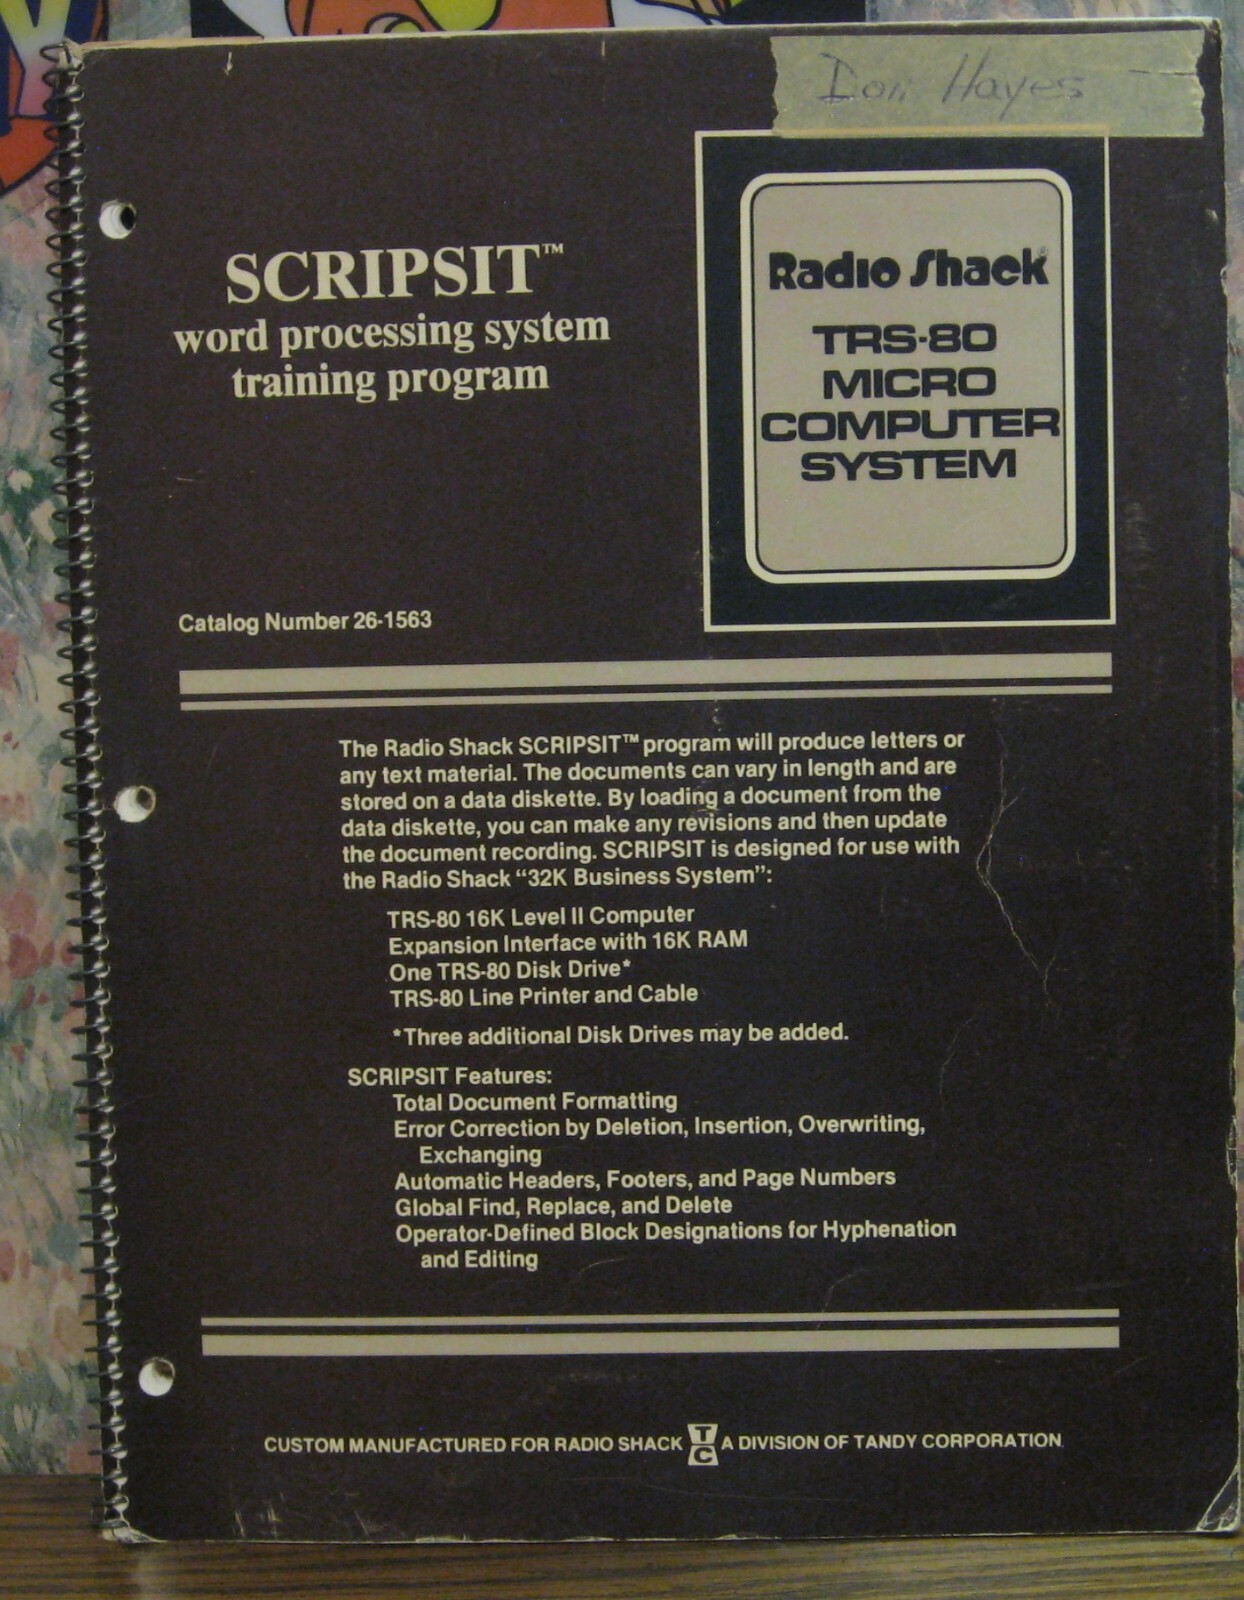 Don Hayes
SCRIPSIT™
word processing system
training program
Radio Shack®
TRS-80
MICRO
COMPUTER
SYSTEM
Catalog Number 26-1563
The Radio Shack SCRIPSIT™ program will produce letters or
any text material. The documents can vary in length and are
stored on a data diskette. By loading a document from the
data diskette, you can make any revisions and then update
the document recording. SCRIPSIT is designed for use with
the Radio Shack “32K Business System”:
TRS-80 16K Level II Computer
Expansion Interface with 16K RAM
One TRS-80 Disk Drive*
TRS-80 Line Printer and Cable
*Three additional Disk Drives may be added.
SCRIPSIT Features:
Total Document Formatting
Error Correction by Deletion, Insertion, Overwriting,
Exchanging
Automatic Headers, Footers, and Page Numbers
Global Find, Replace, and Delete
Operator-Defined Block Designations for Hyphenation
and Editing
CUSTOM MANUFACTURED FOR RADIO SHACK TC A DIVISION OF TANDY CORPORATION